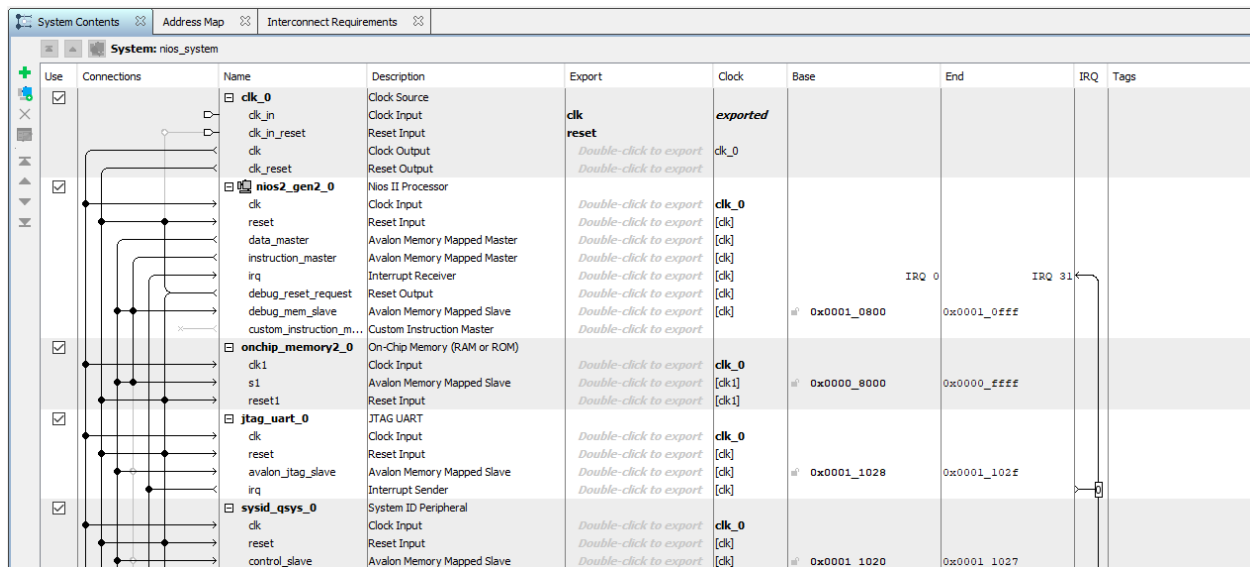 System Contents Address Map Interconnect Requirements
System: nios_system
Use Connections Name Description Export Clock Base End IRQ Tags
clk_0 Clock Source
clk_in Clock Input clk exported
clk_in_reset Reset Input reset
clk Clock Output Double-click to export clk_0
clk_reset Reset Output Double-click to export
nios2_gen2_0 Nios II Processor
clk Clock Input Double-click to export clk_0
reset Reset Input Double-click to export [clk]
data_master Avalon Memory Mapped Master Double-click to export [clk]
instruction_master Avalon Memory Mapped Master Double-click to export [clk]
irq Interrupt Receiver Double-click to export [clk] IRQ 0 IRQ 31
debug_reset_request Reset Output Double-click to export [clk]
debug_mem_slave Avalon Memory Mapped Slave Double-click to export [clk] 0x0001_0800 0x0001_0fff
custom_instruction_m... Custom Instruction Master Double-click to export
onchip_memory2_0 On-Chip Memory (RAM or ROM)
clk1 Clock Input Double-click to export clk_0
s1 Avalon Memory Mapped Slave Double-click to export [clk1] 0x0000_8000 0x0000_ffff
reset1 Reset Input Double-click to export [clk1]
jtag_uart_0 JTAG UART
clk Clock Input Double-click to export clk_0
reset Reset Input Double-click to export [clk]
avalon_jtag_slave Avalon Memory Mapped Slave Double-click to export [clk] 0x0001_1028 0x0001_102f
irq Interrupt Sender Double-click to export [clk] 0
sysid_qsys_0 System ID Peripheral
clk Clock Input Double-click to export clk_0
reset Reset Input Double-click to export [clk]
control_slave Avalon Memory Mapped Slave Double-click to export [clk] 0x0001_1020 0x0001_1027